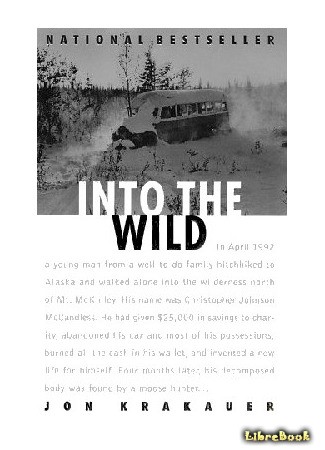 NATIONAL BESTSELLER
INTO THE
WILD
In April 1992
a young man from a well-to-do family hitchhiked to
Alaska and walked alone into the wilderness north
of Mt. McKinley. His name was Christopher Johnson
McCandless. He had given $25,000 in savings to char-
ity, abandoned his car and most of his possessions,
burned all the cash in his wallet, and invented a new
life for himself. Four months later, his decomposed
body was found by a moose hunter...
JON KRAKAUER
LibreBook